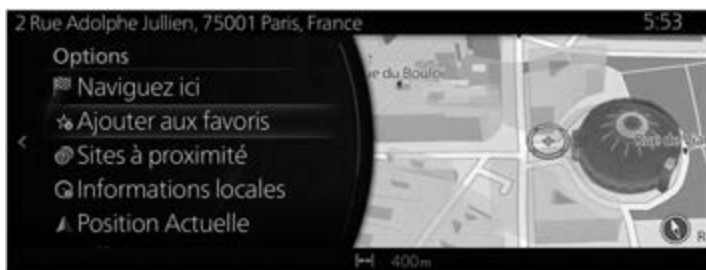 2 Rue Adolphe Jullien, 75001 Paris, France
5:53
Options
Naviguez ici
Ajouter aux favoris
Sites à proximité
Informations locales
Position Actuelle
400m